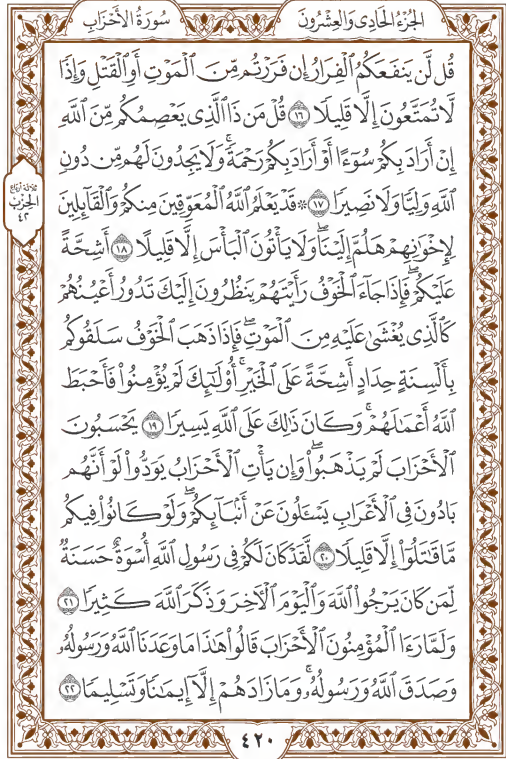 الجُزْءُ الحَادِى وَالعِشْرُونَ
سُورَةُ الأَحْزَابِ
قُل لَّن يَنفَعَكُمُ ٱلْفِرَارُ إِن فَرَرْتُم مِّنَ ٱلْمَوْتِ أَوِ ٱلْقَتْلِ وَإِذًا
لَّا تُمَتَّعُونَ إِلَّا قَلِيلًا ١٦ قُلْ مَن ذَا ٱلَّذِى يَعْصِمُكُم مِّنَ ٱللَّهِ
إِنْ أَرَادَ بِكُمْ سُوٓءًا أَوْ أَرَادَ بِكُمْ رَحْمَةً ۚ وَلَا يَجِدُونَ لَهُم مِّن دُونِ
ٱللَّهِ وَلِيًّا وَلَا نَصِيرًا ١٧ ۞ قَدْ يَعْلَمُ ٱللَّهُ ٱلْمُعَوِّقِينَ مِنكُمْ وَٱلْقَآئِلِينَ
لِإِخْوَٰنِهِمْ هَلُمَّ إِلَيْنَا ۖ وَلَا يَأْتُونَ ٱلْبَأْسَ إِلَّا قَلِيلًا ١٨ أَشِحَّةً
عَلَيْكُمْ ۖ فَإِذَا جَآءَ ٱلْخَوْفُ رَأَيْتَهُمْ يَنظُرُونَ إِلَيْكَ تَدُورُ أَعْيُنُهُمْ
كَٱلَّذِى يُغْشَىٰ عَلَيْهِ مِنَ ٱلْمَوْتِ ۖ فَإِذَا ذَهَبَ ٱلْخَوْفُ سَلَقُوكُم
بِأَلْسِنَةٍ حِدَادٍ أَشِحَّةً عَلَى ٱلْخَيْرِ ۚ أُو۟لَٰٓئِكَ لَمْ يُؤْمِنُوا۟ فَأَحْبَطَ
ٱللَّهُ أَعْمَٰلَهُمْ ۚ وَكَانَ ذَٰلِكَ عَلَى ٱللَّهِ يَسِيرًا ١٩ يَحْسَبُونَ
ٱلْأَحْزَابَ لَمْ يَذْهَبُوا۟ ۖ وَإِن يَأْتِ ٱلْأَحْزَابُ يَوَدُّوا۟ لَوْ أَنَّهُم
بَادُونَ فِى ٱلْأَعْرَابِ يَسْـَٔلُونَ عَنْ أَنۢبَآئِكُمْ ۖ وَلَوْ كَانُوا۟ فِيكُم
مَّا قَٰتَلُوٓا۟ إِلَّا قَلِيلًا ٢٠ لَّقَدْ كَانَ لَكُمْ فِى رَسُولِ ٱللَّهِ أُسْوَةٌ حَسَنَةٌ
لِّمَن كَانَ يَرْجُوا۟ ٱللَّهَ وَٱلْيَوْمَ ٱلْءَاخِرَ وَذَكَرَ ٱللَّهَ كَثِيرًا ٢١
وَلَمَّا رَءَا ٱلْمُؤْمِنُونَ ٱلْأَحْزَابَ قَالُوا۟ هَٰذَا مَا وَعَدَنَا ٱللَّهُ وَرَسُولُهُۥ
وَصَدَقَ ٱللَّهُ وَرَسُولُهُۥ ۚ وَمَا زَادَهُمْ إِلَّآ إِيمَٰنًا وَتَسْلِيمًا ٢٢
ثلاثة أرباع
الحزب
٤٢
٤٢٠